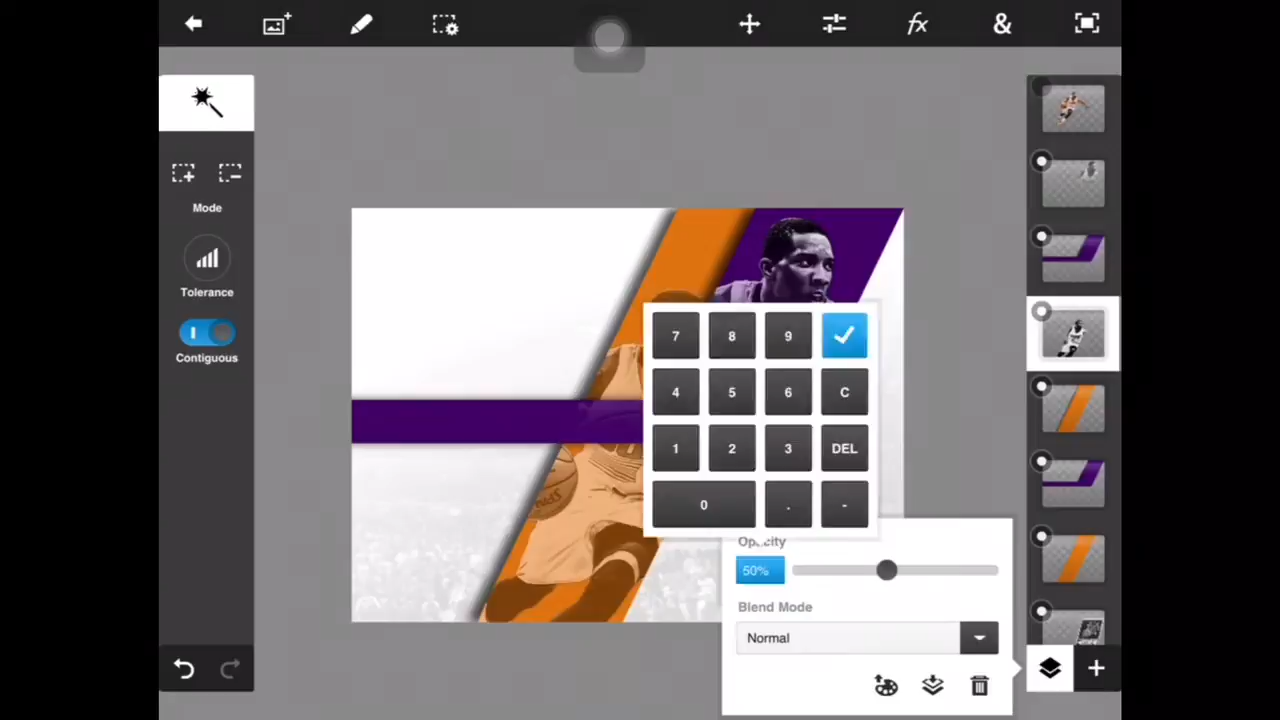 fx
&
Mode
Tolerance
Contiguous
7 8 9
4 5 6 C
1 2 3 DEL
0 . -
Opacity
50%
Blend Mode
Normal